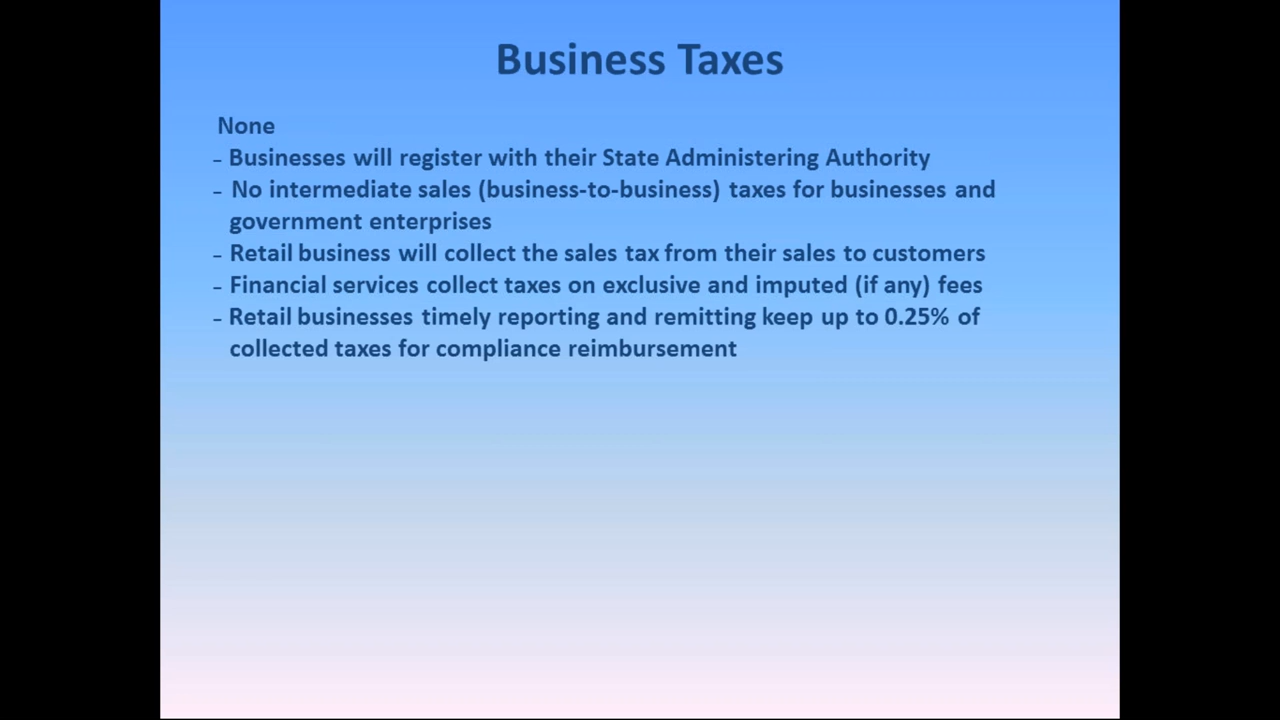 Business Taxes
None
- Businesses will register with their State Administering Authority
- No intermediate sales (business-to-business) taxes for businesses and
government enterprises
- Retail business will collect the sales tax from their sales to customers
- Financial services collect taxes on exclusive and imputed (if any) fees
- Retail businesses timely reporting and remitting keep up to 0.25% of
collected taxes for compliance reimbursement